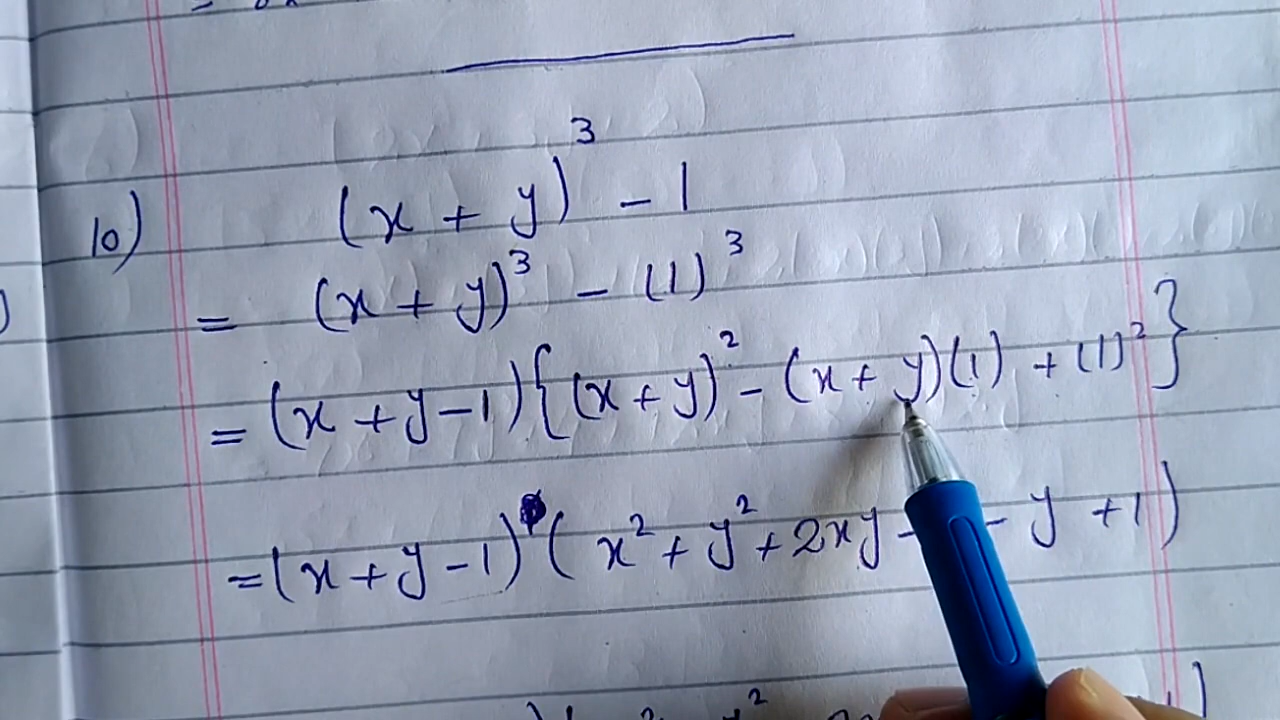 10) (x + y)³ - 1
= (x + y)³ - (1)³
= (x + y - 1) { (x + y)² - (x + y)(1) + (1)² }
= (x + y - 1) ( x² + y² + 2xy - - y + 1 )